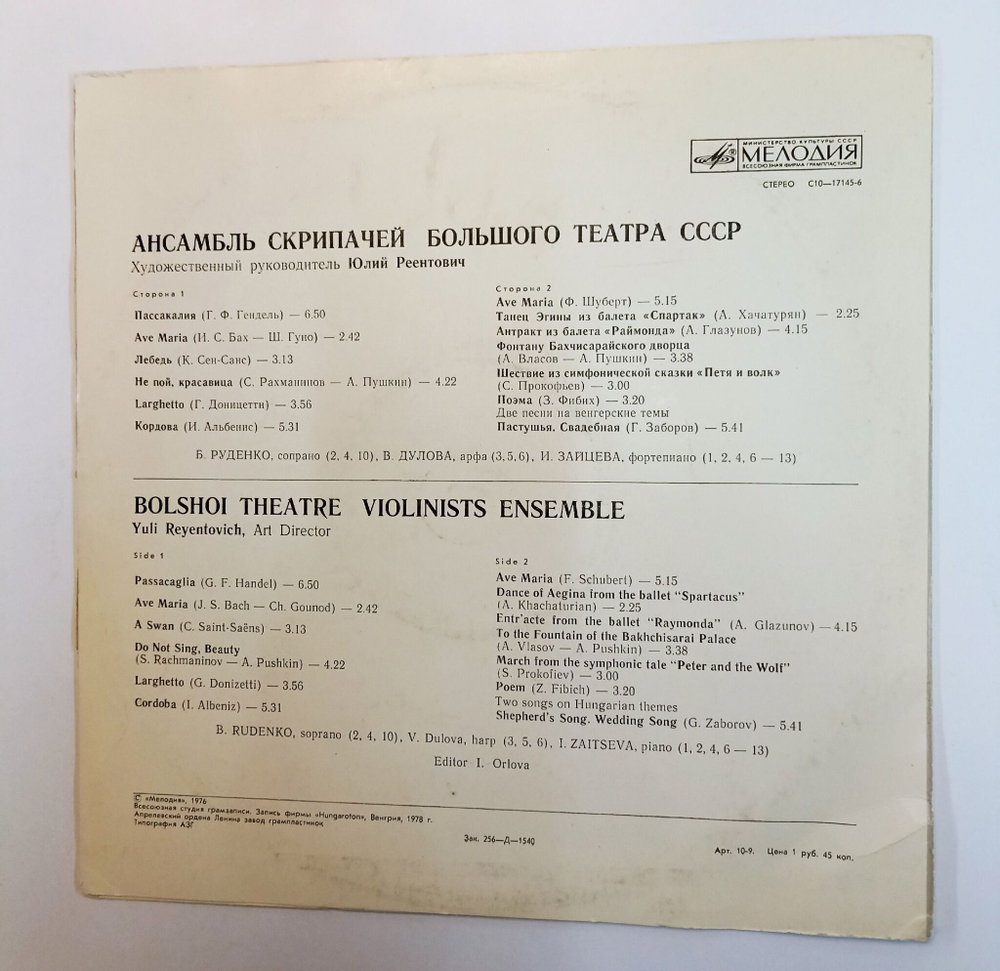 МИНИСТЕРСТВО КУЛЬТУРЫ СССР
МЕЛОДИЯ
ВСЕСОЮЗНАЯ ФИРМА ГРАМПЛАСТИНОК
СТЕРЕО С10—17145-6
АНСАМБЛЬ СКРИПАЧЕЙ БОЛЬШОГО ТЕАТРА СССР
Художественный руководитель Юлий Реентович
Сторона 1
Пассакалия (Г. Ф. Гендель) — 6.50
Ave Maria (И. С. Бах — Ш. Гуно) — 2.42
Лебедь (К. Сен-Санс) — 3.13
Не пой, красавица (С. Рахманинов — А. Пушкин) — 4.22
Larghetto (Г. Доницетти) — 3.56
Кордова (И. Альбенис) — 5.31
Сторона 2
Ave Maria (Ф. Шуберт) — 5.15
Танец Эгины из балета «Спартак» (А. Хачатурян) — 2.25
Антракт из балета «Раймонда» (А. Глазунов) — 4.15
Фонтану Бахчисарайского дворца
(А. Власов — А. Пушкин) — 3.38
Шествие из симфонической сказки «Петя и волк»
(С. Прокофьев) — 3.00
Поэма (З. Фибих) — 3.20
Две песни на венгерские темы
Пастушья. Свадебная (Г. Заборов) — 5.41
Б. РУДЕНКО, сопрано (2, 4, 10), В. ДУЛОВА, арфа (3,5,6), И. ЗАЙЦЕВА, фортепиано (1, 2, 4, 6 — 13)
BOLSHOI THEATRE VIOLINISTS ENSEMBLE
Yuli Reyentovich, Art Director
Side 1
Passacaglia (G. F. Handel) — 6.50
Ave Maria (J. S. Bach — Ch. Gounod) — 2.42
A Swan (C. Saint-Saëns) — 3.13
Do Not Sing, Beauty
(S. Rachmaninov — A. Pushkin) — 4.22
Larghetto (G. Donizetti) — 3.56
Cordoba (I. Albeniz) — 5.31
Side 2
Ave Maria (F. Schubert) — 5.15
Dance of Aegina from the ballet "Spartacus"
(A. Khachaturian) — 2.25
Entr'acte from the ballet "Raymonda" (A. Glazunov) — 4.15
To the Fountain of the Bakhchisarai Palace
(A. Vlasov — A. Pushkin) — 3.38
March from the symphonic tale "Peter and the Wolf"
(S. Prokofiev) — 3.00
Poem (Z. Fibich) — 3.20
Two songs on Hungarian themes
Shepherd's Song. Wedding Song (G. Zaborov) — 5.41
B. RUDENKO, soprano (2, 4, 10), V. Dulova, harp (3, 5, 6), I. ZAITSEVA, piano (1, 2, 4, 6 — 13)
Editor I. Orlova
© «Мелодия», 1976
Всесоюзная студия грамзаписи. Запись фирмы «Hungaroton», Венгрия, 1978 г.
Апрелевский ордена Ленина завод грампластинок
Типография АЗГ
Зак. 256—Д—1540
Арт. 10-9. Цена 1 руб. 45 коп.